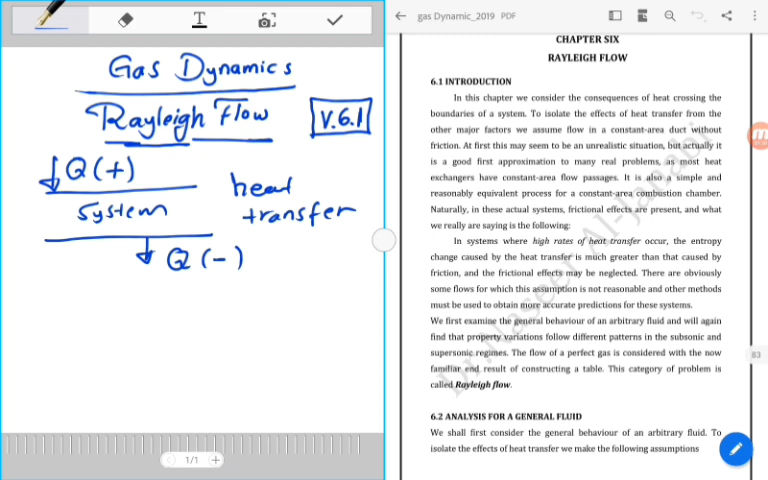 T
Gas Dynamics
Rayleigh Flow V.6.1
Q (+)
system
heat
transfer
Q (-)
1/1
gas Dynamic_2019 PDF
CHAPTER SIX
RAYLEIGH FLOW
6.1 INTRODUCTION
In this chapter we consider the consequences of heat crossing the
boundaries of a system. To isolate the effects of heat transfer from the
other major factors we assume flow in a constant-area duct without
friction. At first this may seem to be an unrealistic situation, but actually it
is a good first approximation to many real problems, as most heat
exchangers have constant-area flow passages. It is also a simple and
reasonably equivalent process for a constant-area combustion chamber.
Naturally, in these actual systems, frictional effects are present, and what
we really are saying is the following:
In systems where high rates of heat transfer occur, the entropy
change caused by the heat transfer is much greater than that caused by
friction, and the frictional effects may be neglected. There are obviously
some flows for which this assumption is not reasonable and other methods
must be used to obtain more accurate predictions for these systems.
We first examine the general behaviour of an arbitrary fluid and will again
find that property variations follow different patterns in the subsonic and
supersonic regimes. The flow of a perfect gas is considered with the now
familiar end result of constructing a table. This category of problem is
called Rayleigh flow.
6.2 ANALYSIS FOR A GENERAL FLUID
We shall first consider the general behaviour of an arbitrary fluid. To
isolate the effects of heat transfer we make the following assumptions
Dr. Naseer Al-Janabi
83